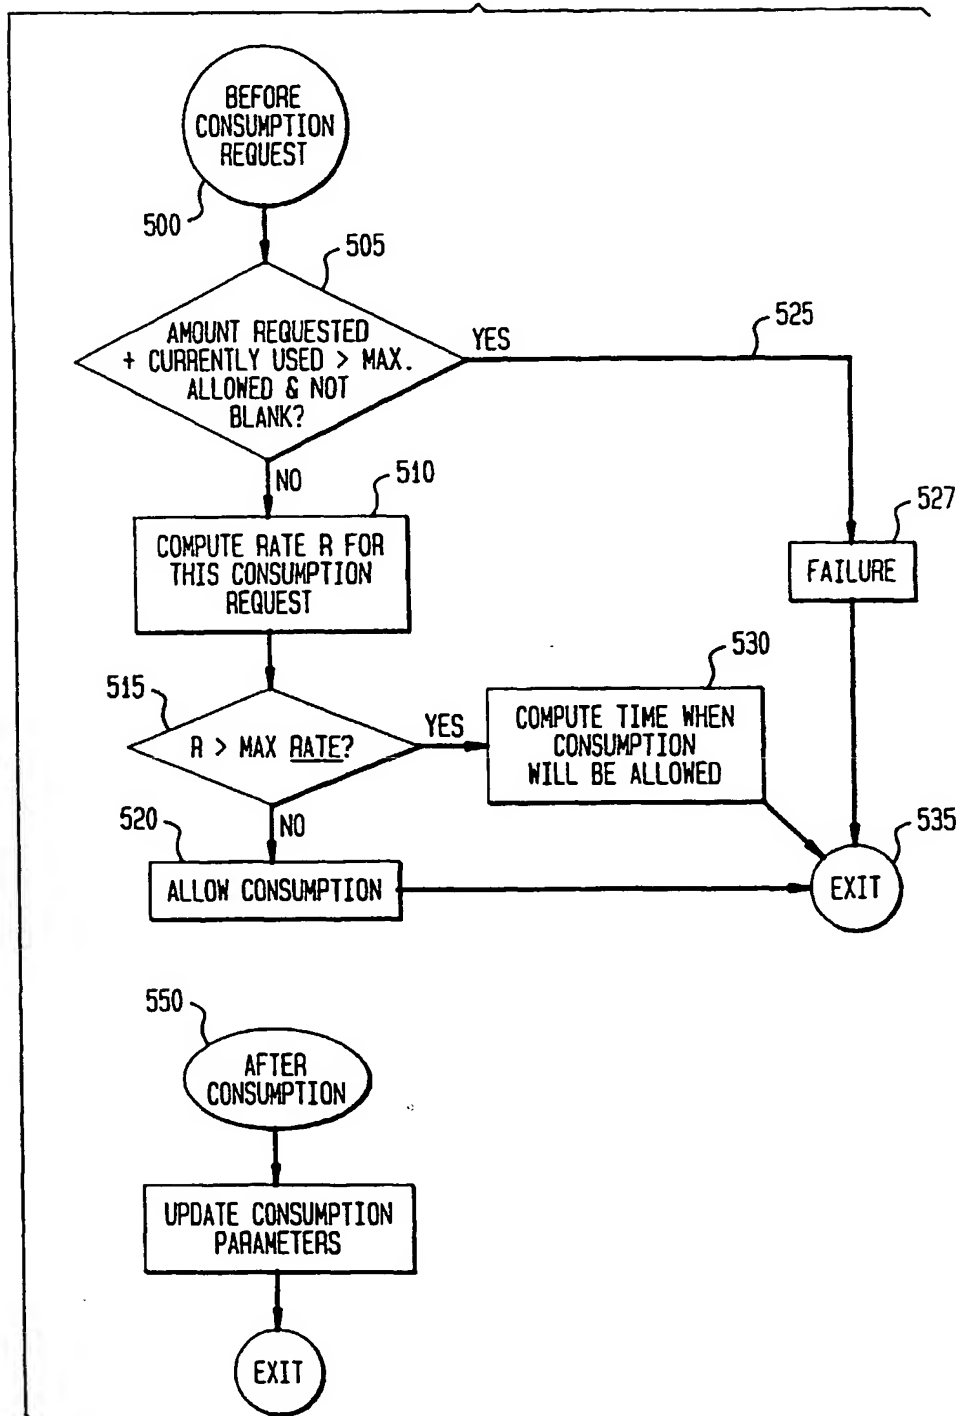 BEFORE
CONSUMPTION
REQUEST
500
505
AMOUNT REQUESTED
+ CURRENTLY USED > MAX.
ALLOWED & NOT
BLANK?
YES
525
NO
510
COMPUTE RATE R FOR
THIS CONSUMPTION
REQUEST
527
FAILURE
515
R > MAX RATE?
YES
530
COMPUTE TIME WHEN
CONSUMPTION
WILL BE ALLOWED
NO
520
ALLOW CONSUMPTION
535
EXIT
550
AFTER
CONSUMPTION
UPDATE CONSUMPTION
PARAMETERS
EXIT